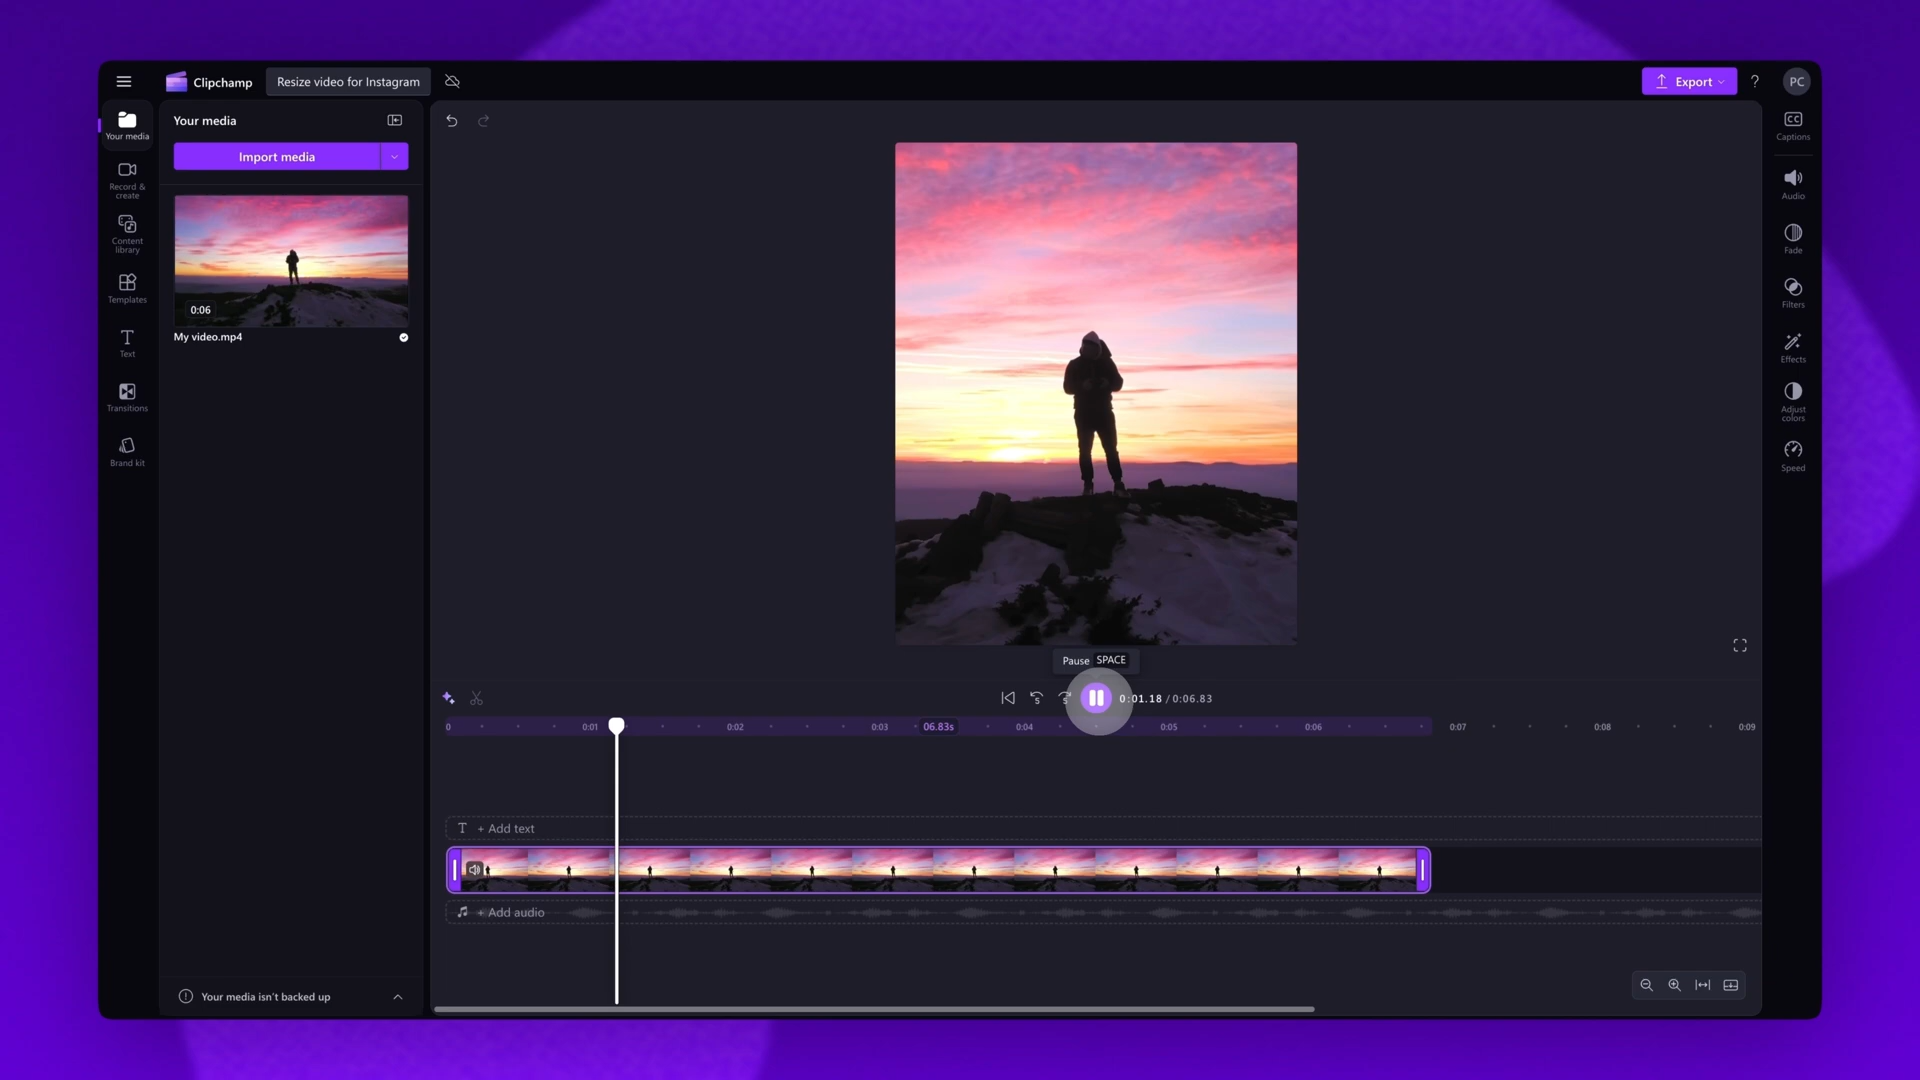 Clipchamp
Resize video for Instagram
Export
?
PC
Your media
Your media
Import media
Record &
create
Content
library
Templates
Text
Transitions
Brand kit
0:06
My video.mp4
Your media isn't backed up
CC
Captions
Audio
Fade
Filters
Effects
Adjust
colors
Speed
Pause SPACE
5
5
0:01.18 / 0:06.83
0 0:01 0:02 0:03 06.83s 0:04 0:05 0:06 0:07 0:08 0:09
T + Add text
+ Add audio